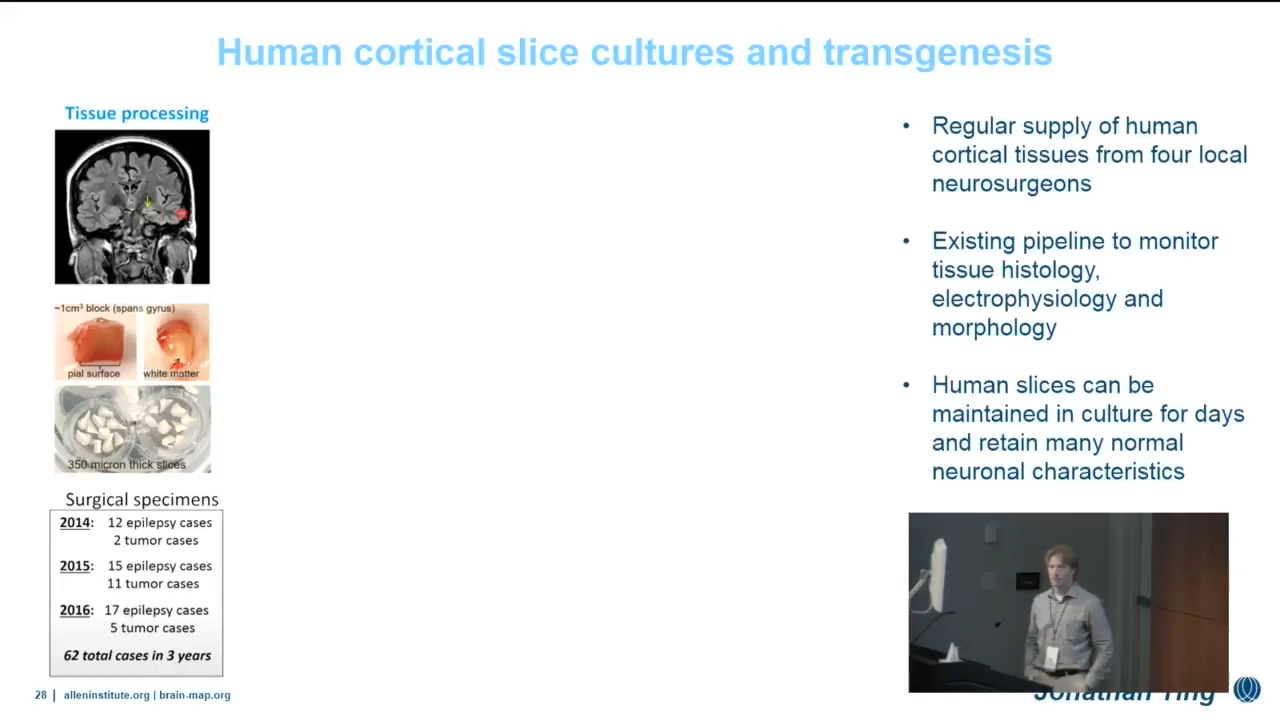 Human cortical slice cultures and transgenesis
Tissue processing
~1cm³ block (spans gyrus)
pial surface
white matter
350 micron thick slices
Surgical specimens
2014: 12 epilepsy cases
2 tumor cases
2015: 15 epilepsy cases
11 tumor cases
2016: 17 epilepsy cases
5 tumor cases
62 total cases in 3 years
• Regular supply of human
cortical tissues from four local
neurosurgeons
• Existing pipeline to monitor
tissue histology,
electrophysiology and
morphology
• Human slices can be
maintained in culture for days
and retain many normal
neuronal characteristics
28 | alleninstitute.org | brain-map.org
Jonathan Ting